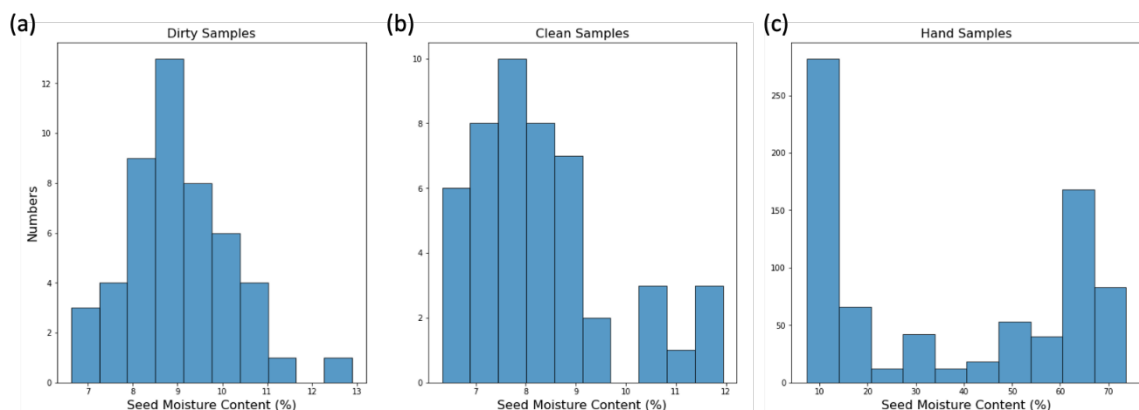 (a)
Dirty Samples
Numbers
12
10
8
6
4
2
0
7 8 9 10 11 12 13
Seed Moisture Content (%)
(b)
Clean Samples
10
8
6
4
2
0
7 8 9 10 11 12
Seed Moisture Content (%)
(c)
Hand Samples
250
200
150
100
50
0
10 20 30 40 50 60 70
Seed Moisture Content (%)